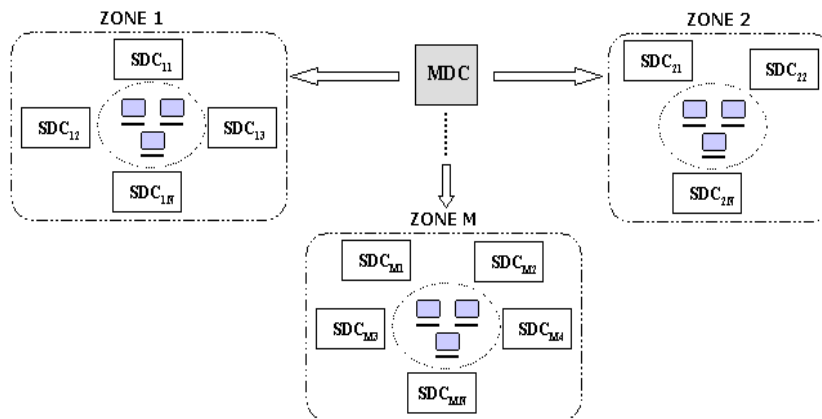 ZONE 1
SDC11
SDC12
SDC13
SDC1N
MDC
ZONE 2
SDC21
SDC22
SDC2N
ZONE M
SDCM1
SDCM2
SDCM3
SDCM4
SDCMN